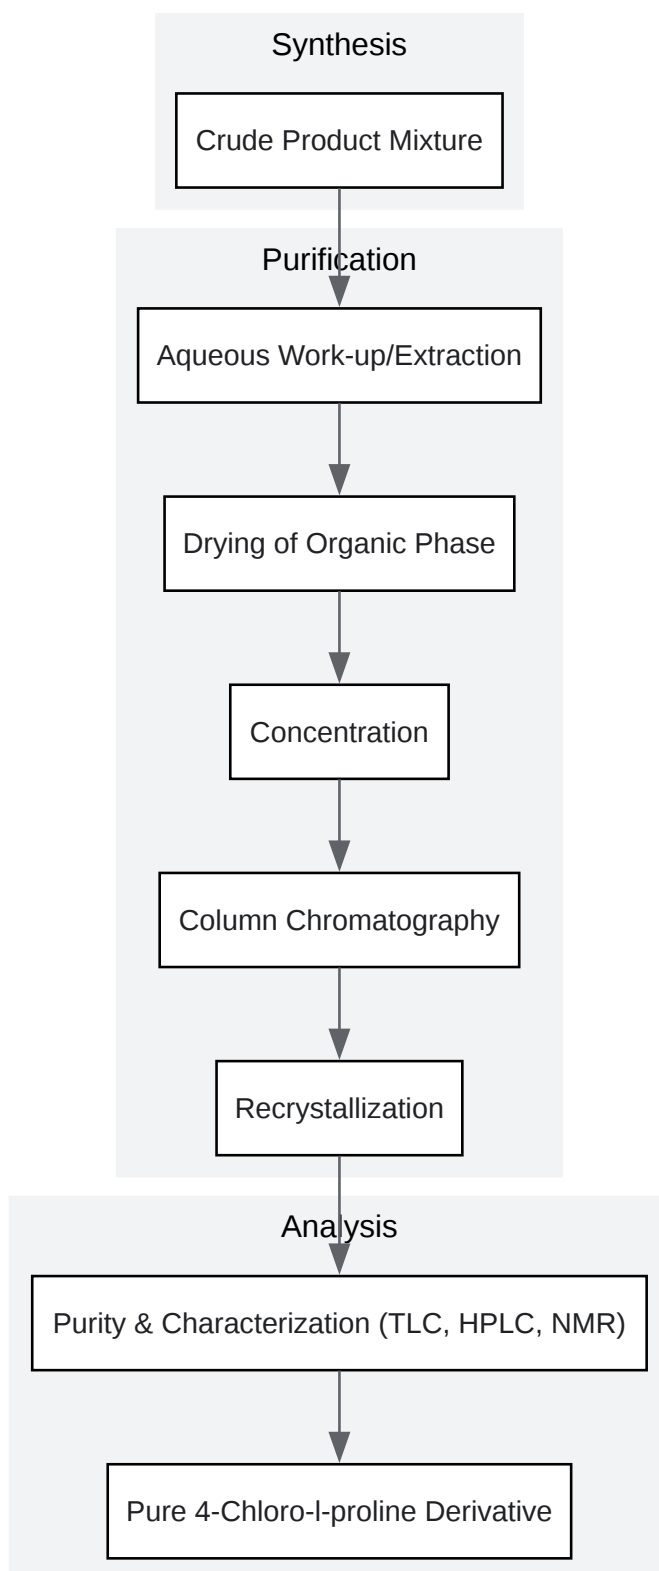 Synthesis
Crude Product Mixture
Purification
Aqueous Work-up/Extraction
Drying of Organic Phase
Concentration
Column Chromatography
Recrystallization
Analysis
Purity & Characterization (TLC, HPLC, NMR)
Pure 4-Chloro-l-proline Derivative